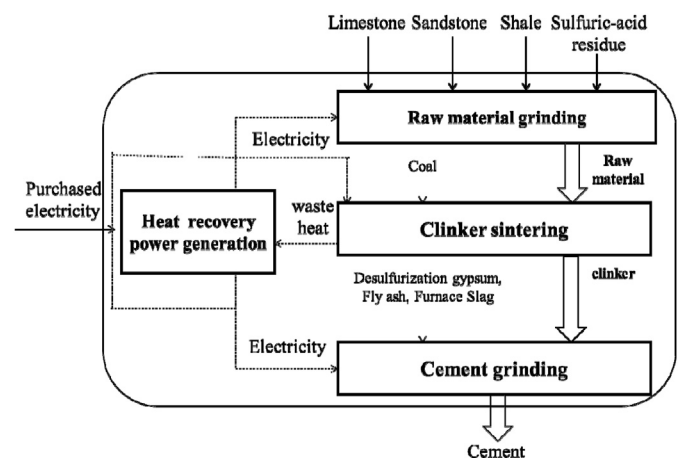 Limestone Sandstone Shale Sulfuric-acid
residue
Raw material grinding
Electricity
Coal
Raw
material
Purchased
electricity
Heat recovery
power generation
waste
heat
Clinker sintering
Desulfurization gypsum,
Fly ash, Furnace Slag
clinker
Electricity
Cement grinding
Cement